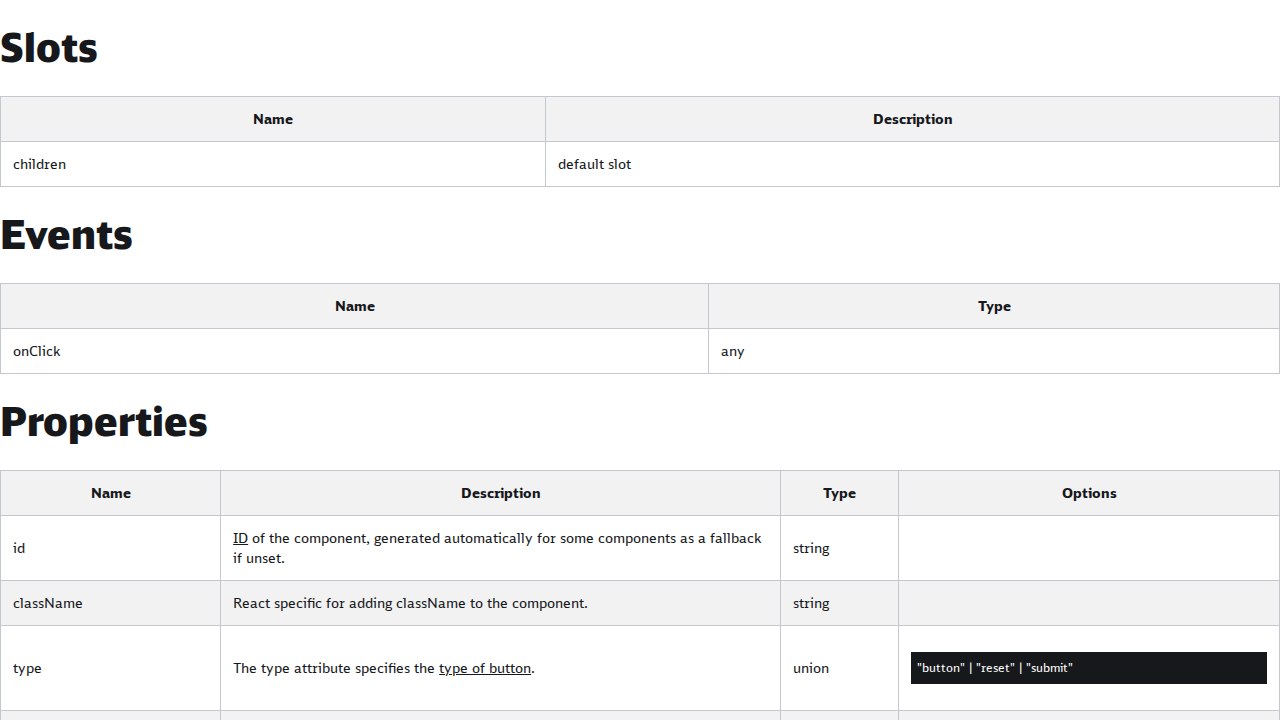 Slots
Name Description
children default slot
Events
Name Type
onClick any
Properties
Name Description Type Options
id ID of the component, generated automatically for some components as a fallback if unset. string
className React specific for adding className to the component. string
type The type attribute specifies the type of button. union "button" | "reset" | "submit"